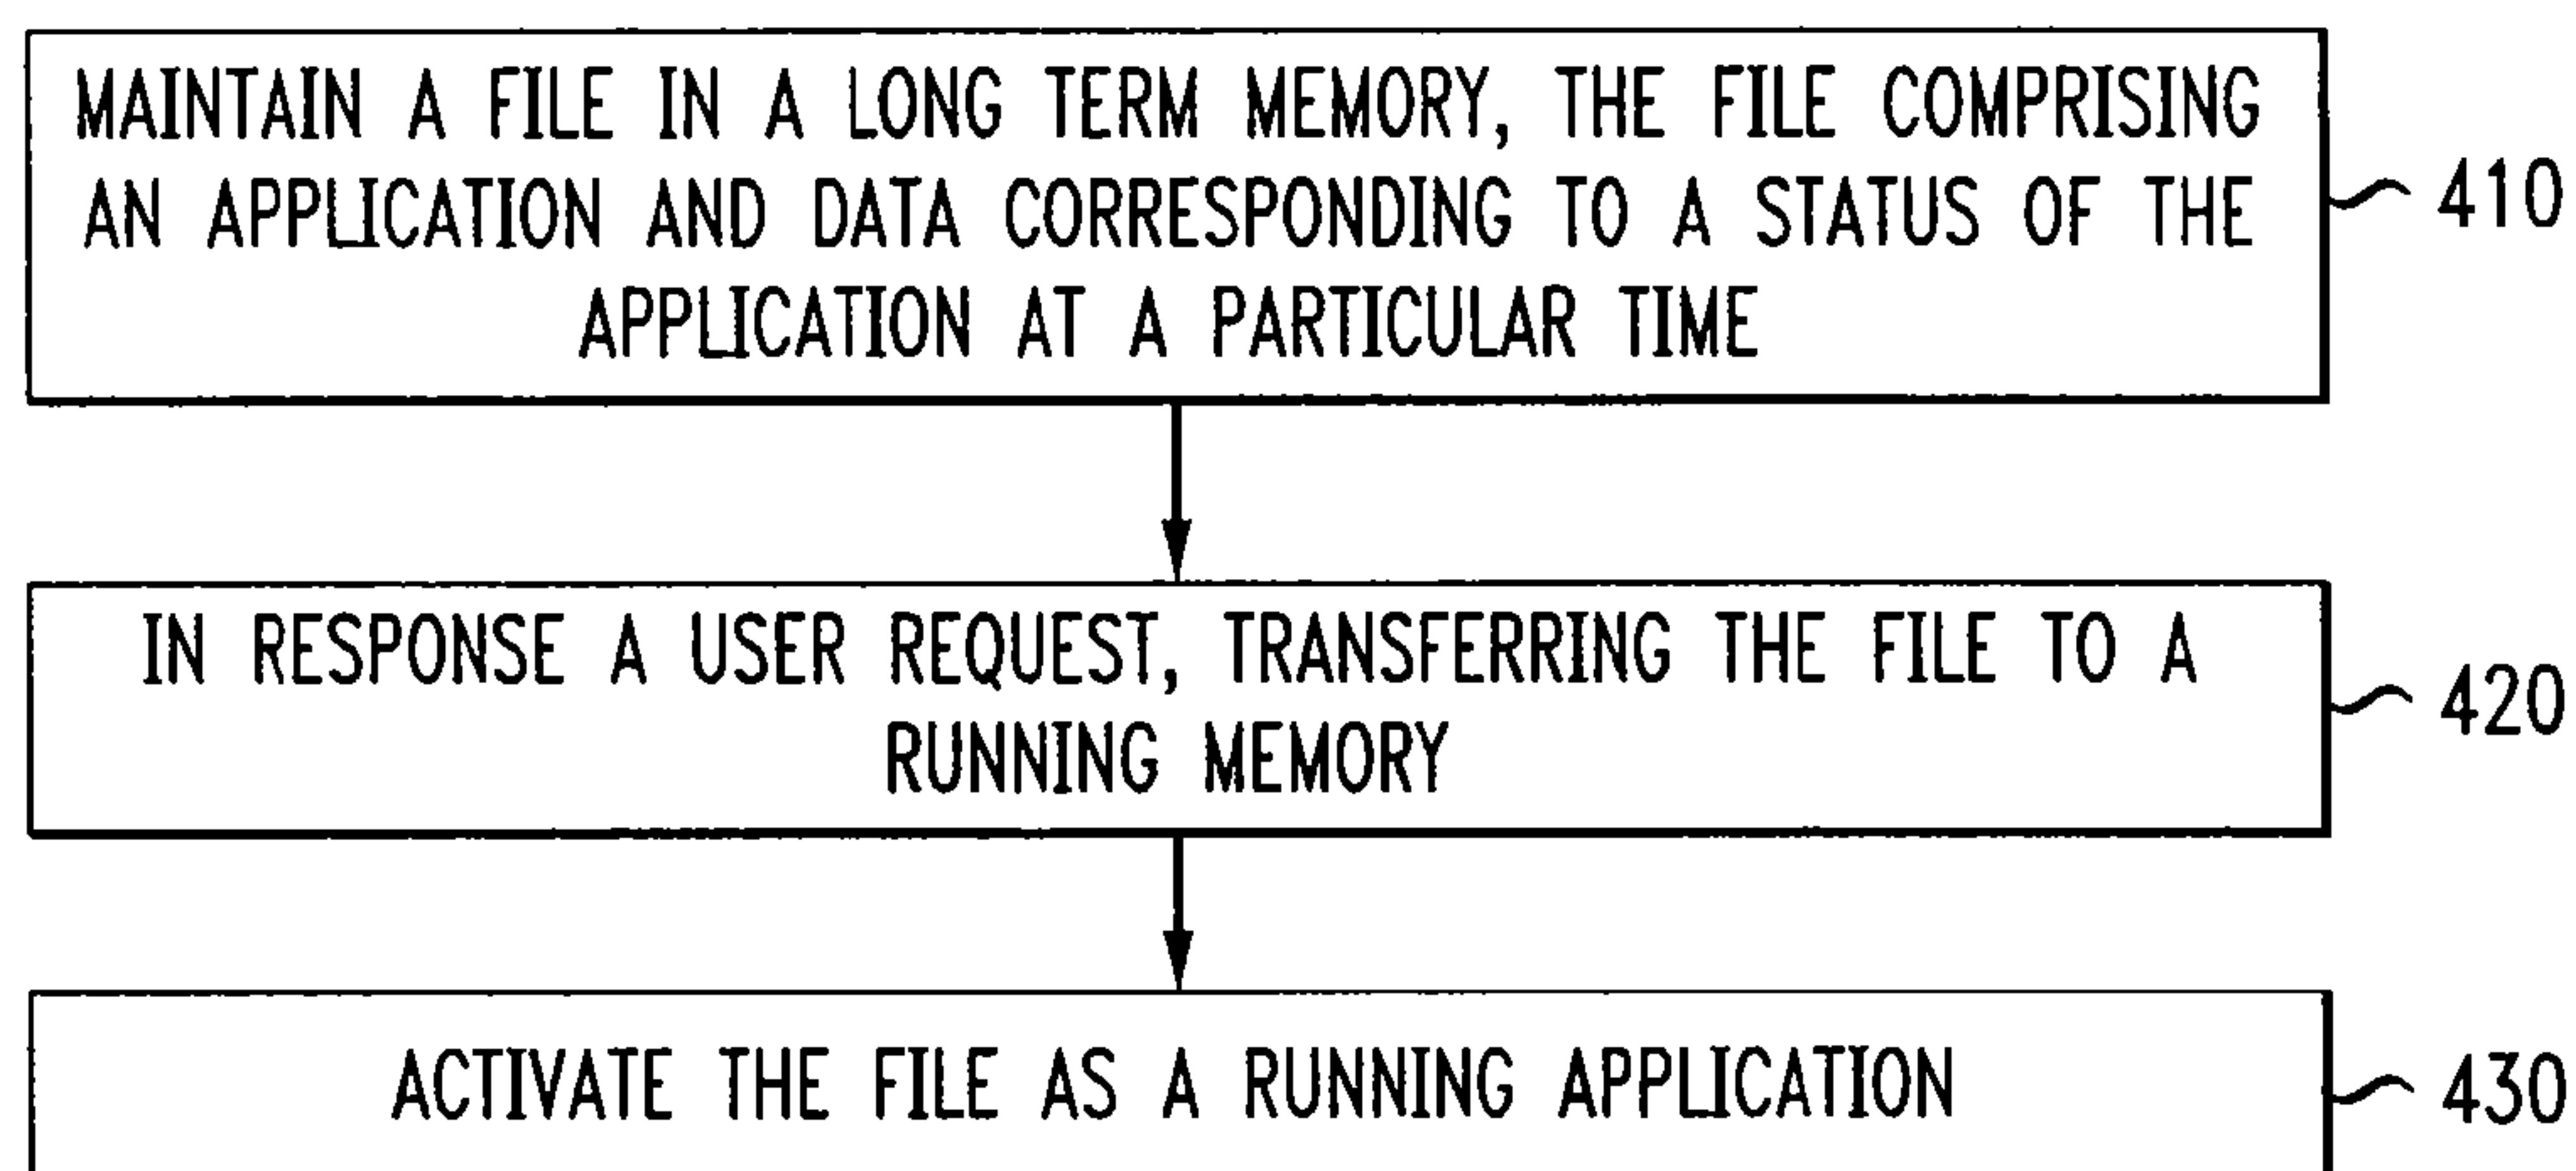 MAINTAIN A FILE IN A LONG TERM MEMORY, THE FILE COMPRISING
AN APPLICATION AND DATA CORRESPONDING TO A STATUS OF THE
APPLICATION AT A PARTICULAR TIME
410
IN RESPONSE A USER REQUEST, TRANSFERRING THE FILE TO A
RUNNING MEMORY
420
ACTIVATE THE FILE AS A RUNNING APPLICATION
430